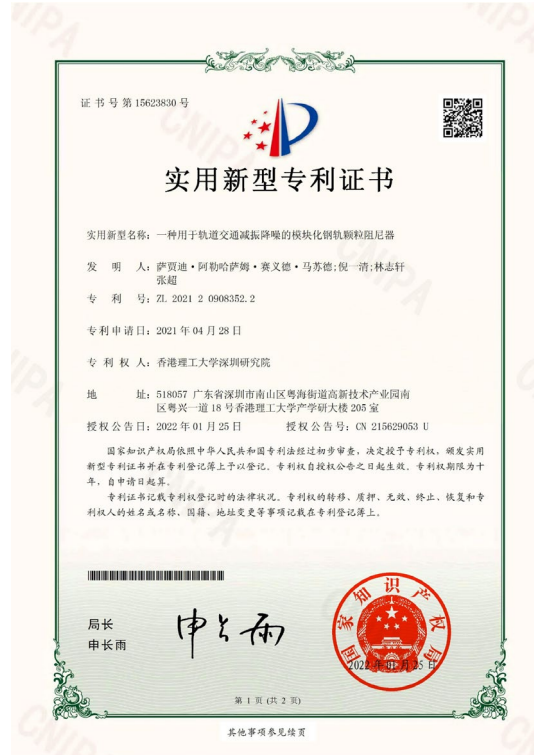 证书号第15623830号
实用新型专利证书
实用新型名称：一种用于轨道交通减振降噪的模块化钢轨颗粒阻尼器
发 明 人：萨贾迪·阿勒哈萨姆·赛义德·马苏德;倪一清;林志轩
张超
专 利 号：ZL 2021 2 0908352.2
专利申请日：2021年04月28日
专 利 权 人：香港理工大学深圳研究院
地 址：518057 广东省深圳市南山区粤海街道高新技术产业园南
区粤兴一道18号香港理工大学产学研大楼205室
授权公告日：2022年01月25日 授权公告号：CN 215629053 U
国家知识产权局依照中华人民共和国专利法经过初步审查，决定授予专利权，颁发实用
新型专利证书并在专利登记簿上予以登记。专利权自授权公告之日起生效。专利权期限为十
年，自申请日起算。
专利证书记载专利权登记时的法律状况。专利权的转移、质押、无效、终止、恢复和专
利权人的姓名或名称、国籍、地址变更等事项记载在专利登记簿上。
局长
申长雨
申长雨
国家知识产权局
2022年01月25日
第 1 页 (共 2 页)
其他事项参见续页
CNIPA